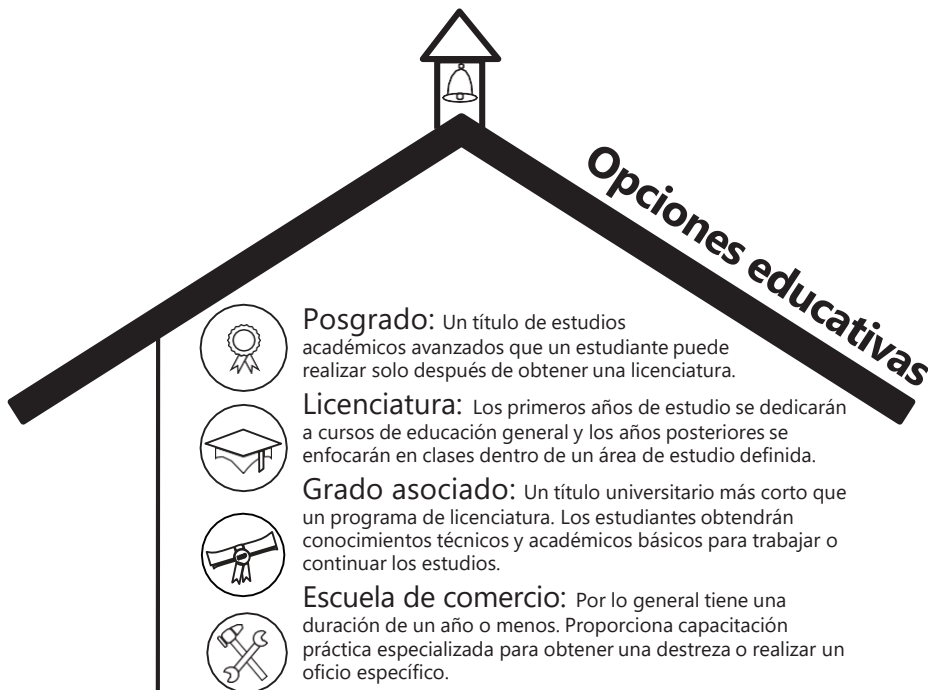 Opciones educativas
Posgrado: Un título de estudios
académicos avanzados que un estudiante puede
realizar solo después de obtener una licenciatura.
Licenciatura: Los primeros años de estudio se dedicarán
a cursos de educación general y los años posteriores se
enfocarán en clases dentro de un área de estudio definida.
Grado asociado: Un título universitario más corto que
un programa de licenciatura. Los estudiantes obtendrán
conocimientos técnicos y académicos básicos para trabajar o
continuar los estudios.
Escuela de comercio: Por lo general tiene una
duración de un año o menos. Proporciona capacitación
práctica especializada para obtener una destreza o realizar un
oficio específico.